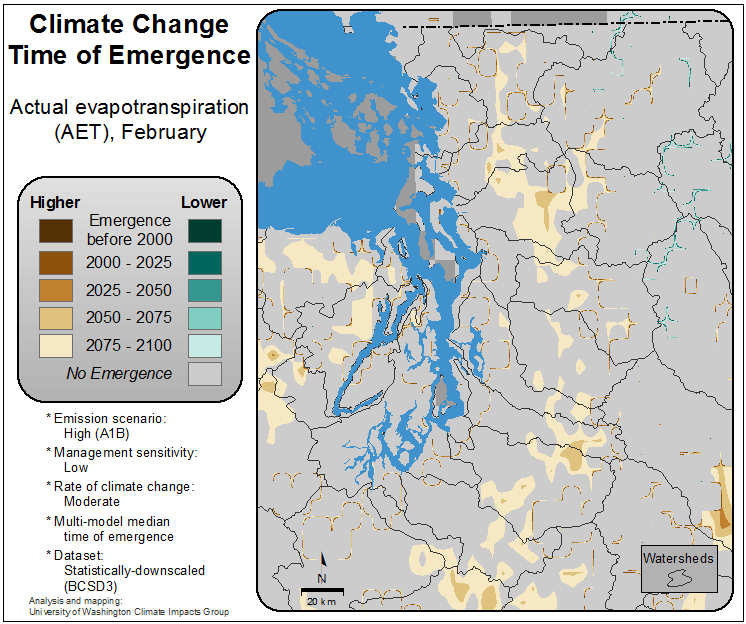 Climate Change
Time of Emergence
Actual evapotranspiration
(AET), February
Higher Lower
Emergence
before 2000
2000 - 2025
2025 - 2050
2050 - 2075
2075 - 2100
No Emergence
* Emission scenario:
High (A1B)
* Management sensitivity:
Low
* Rate of climate change:
Moderate
* Multi-model median
time of emergence
* Dataset:
Statistically-downscaled
(BCSD3)
Analysis and mapping:
University of Washington Climate Impacts Group
N
20 km
Watersheds